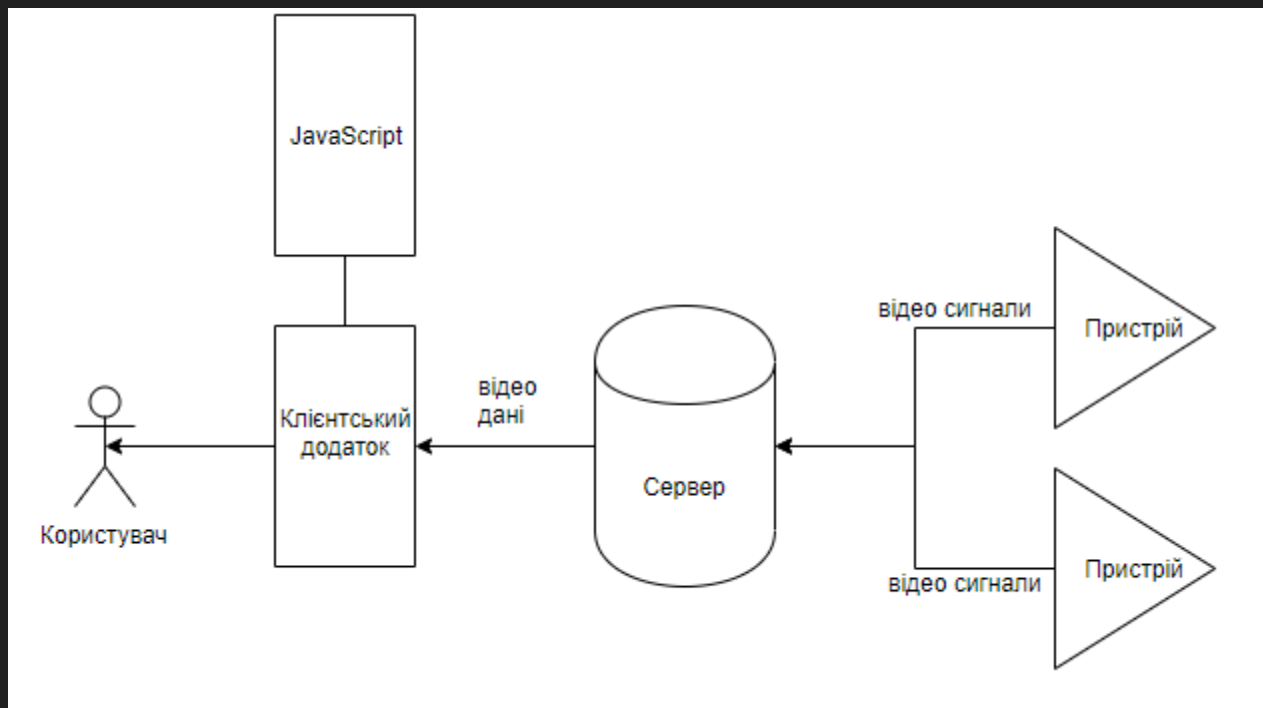 JavaScript
відео сигнали
Пристрій
відео
дані
Клієнтський
додаток
Сервер
Користувач
Пристрій
відео сигнали